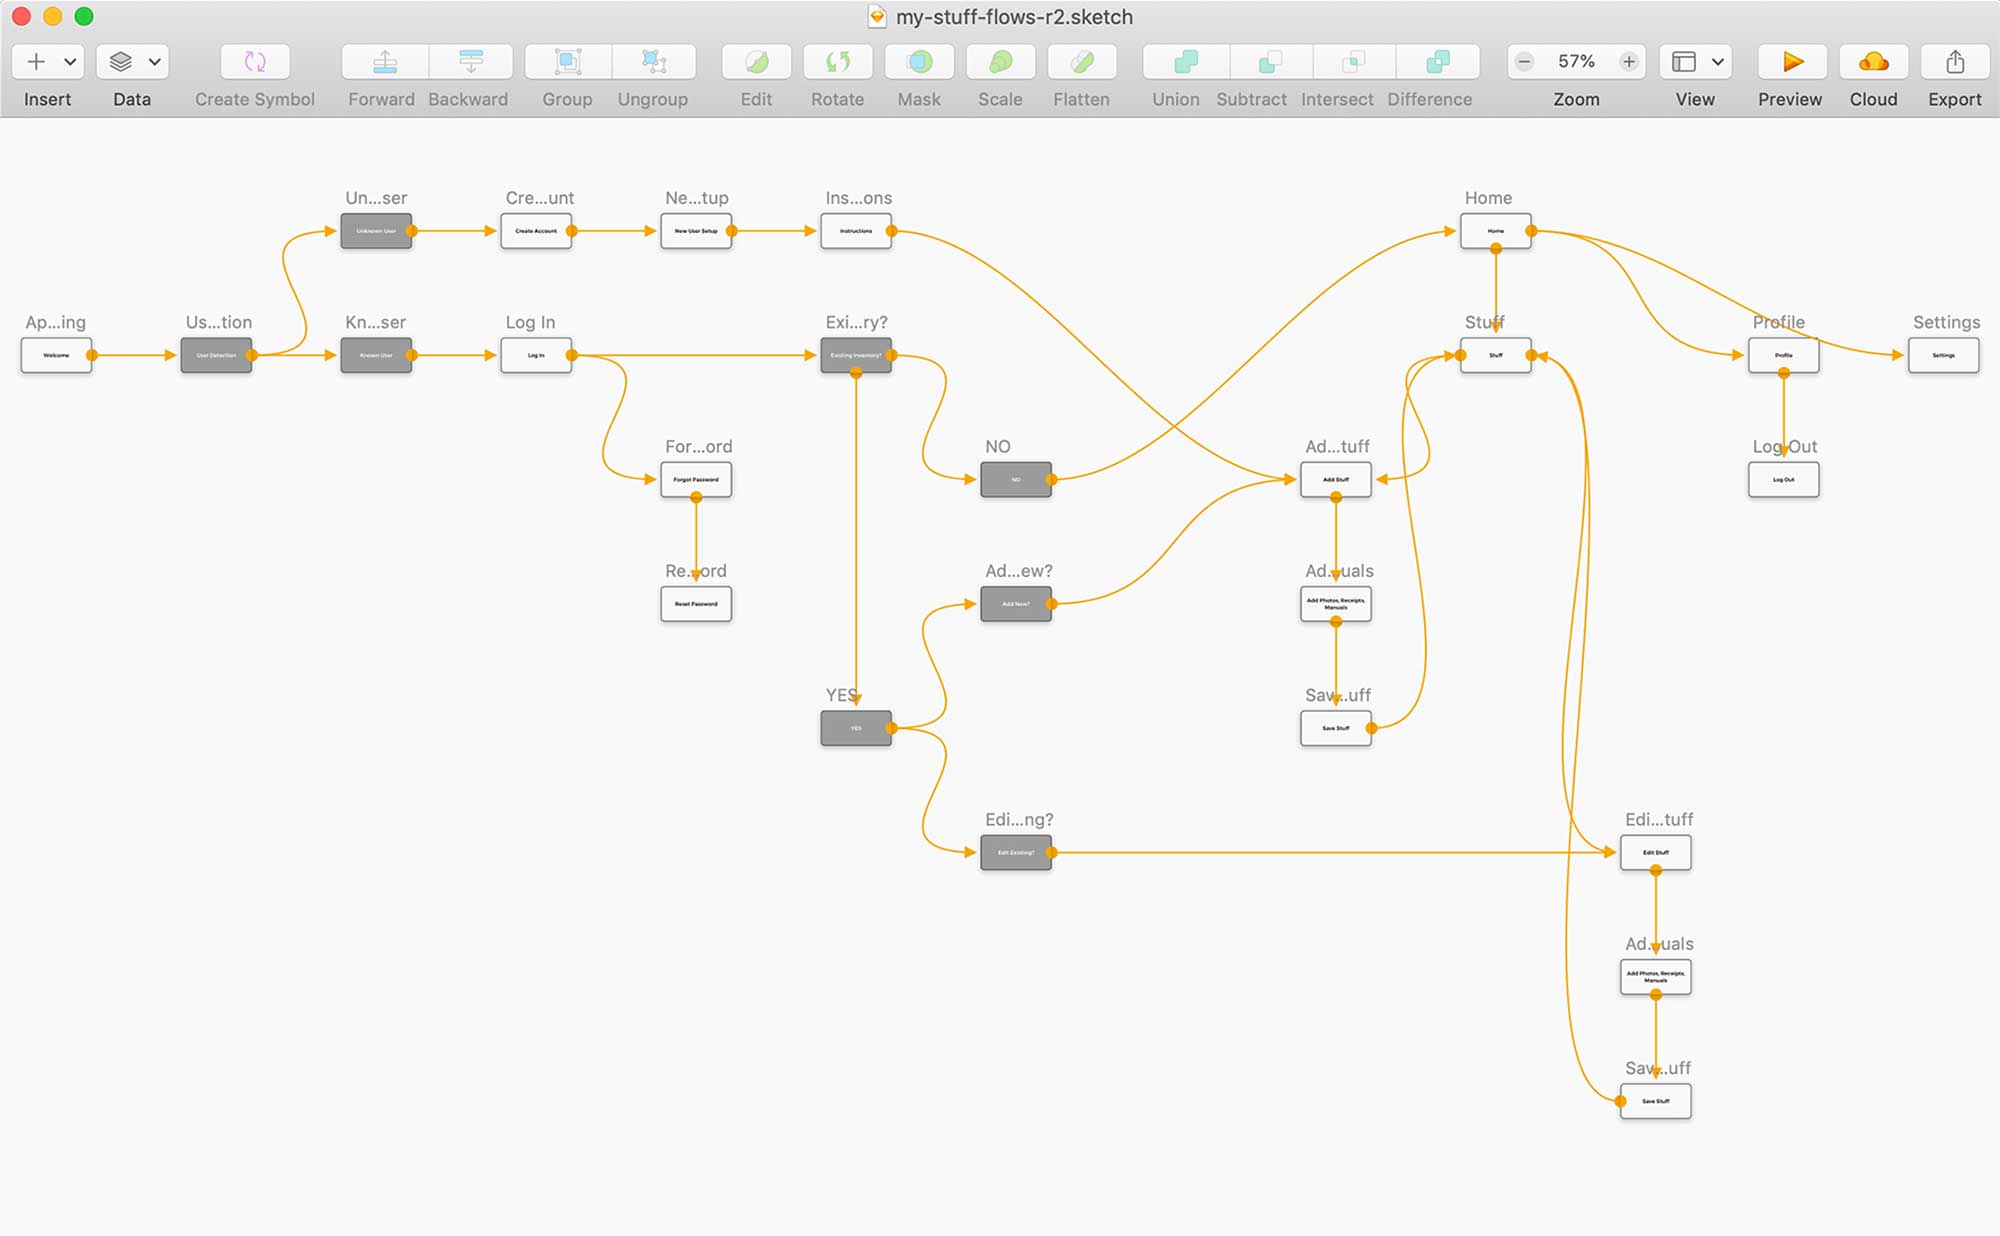 my-stuff-flows-r2.sketch
57%
Insert
Data
Create Symbol
Forward
Backward
Group
Ungroup
Edit
Rotate
Mask
Scale
Flatten
Union
Subtract
Intersect
Difference
Zoom
View
Preview
Cloud
Export
Un...ser
Cre...unt
Ne...tup
Ins...ons
Home
Unknown User
Create Account
New User Setup
Instructions
Home
Ap...ing
Us...tion
Kn...ser
Log In
Exi...ry?
Stuff
Profile
Settings
Welcome
User Detection
Known User
Log In
Existing Inventory?
Stuff
Profile
Settings
For...ord
NO
Ad...tuff
Log Out
Forgot Password
NO
Add Stuff
Log Out
Re...ord
Ad...ew?
Ad...uals
Reset Password
Add New?
Add Photos, Receipts,
Manuals
YES
Sav...uff
YES
Save Stuff
Edi...ng?
Edi...tuff
Edit Existing?
Edit Stuff
Ad...uals
Add Photos, Receipts,
Manuals
Sav...uff
Save Stuff